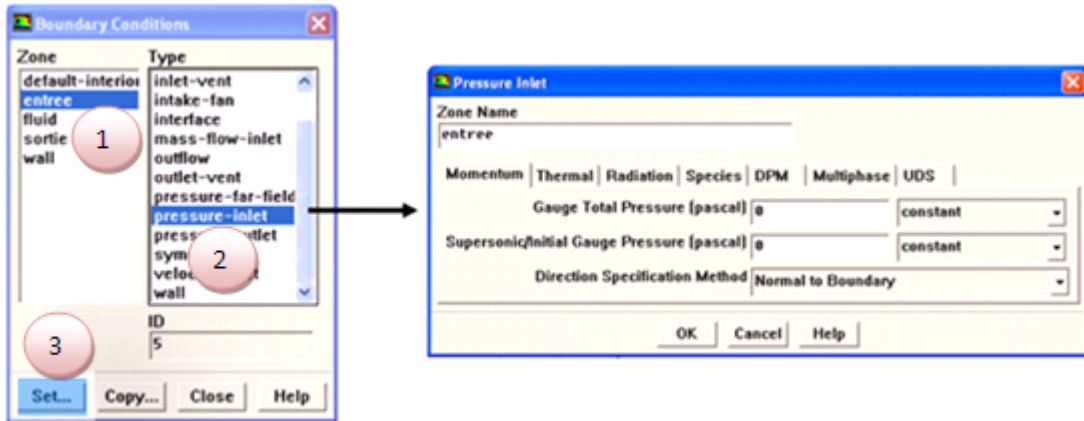 Boundary Conditions
Zone
default-interior
entree
fluid
sortie
wall
1
Type
inlet-vent
intake-fan
interface
mass-flow-inlet
outflow
outlet-vent
pressure-far-field
pressure-inlet
2
wall
ID
5
3
Set...
Copy...
Close
Help
Pressure Inlet
Zone Name
entree
Momentum Thermal Radiation Species DPM Multiphase UDS
Gauge Total Pressure (pascal) 0 constant
Supersonic/Initial Gauge Pressure (pascal) 0 constant
Direction Specification Method Normal to Boundary
OK Cancel Help